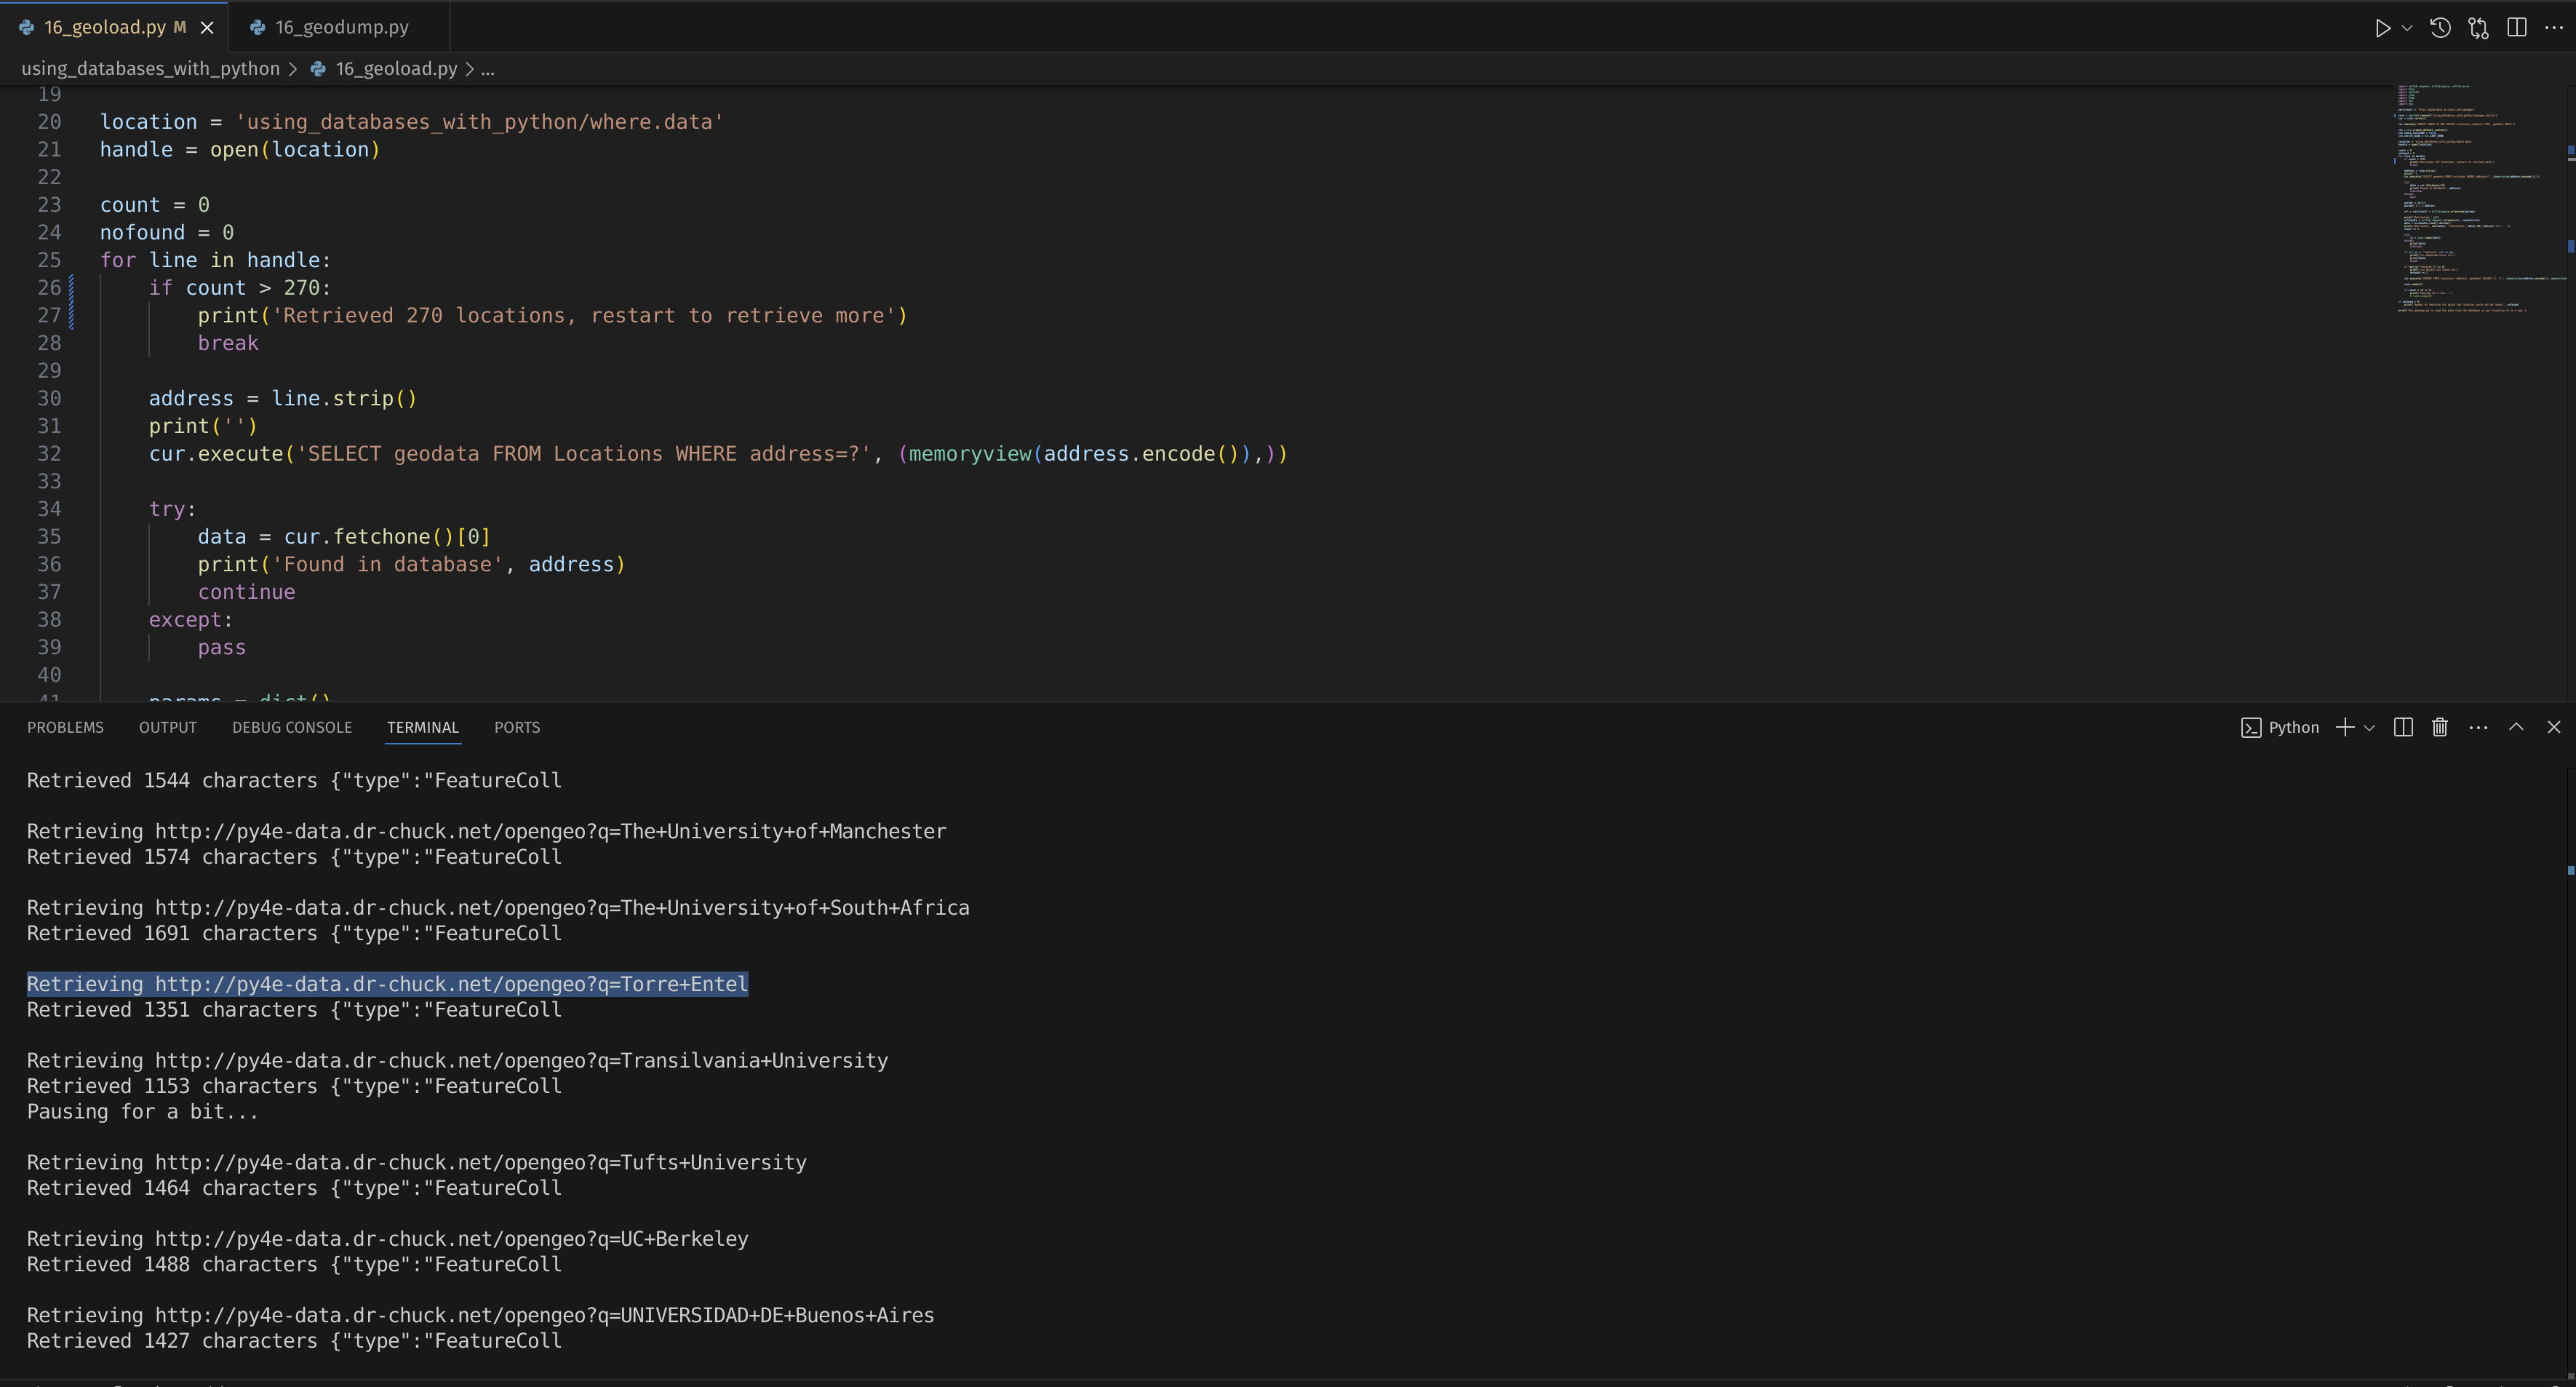 16_geoload.py M
16_geodump.py
using_databases_with_python > 16_geoload.py > ...
19
20 location = 'using_databases_with_python/where.data'
21 handle = open(location)
22
23 count = 0
24 nofound = 0
25 for line in handle:
26 if count > 270:
27 print('Retrieved 270 locations, restart to retrieve more')
28 break
29
30 address = line.strip()
31 print('')
32 cur.execute('SELECT geodata FROM Locations WHERE address=?', (memoryview(address.encode()),))
33
34 try:
35 data = cur.fetchone()[0]
36 print('Found in database', address)
37 continue
38 except:
39 pass
40
41 params = dict()
PROBLEMS OUTPUT DEBUG CONSOLE TERMINAL PORTS
Python
Retrieved 1544 characters {"type":"FeatureColl
Retrieving http://py4e-data.dr-chuck.net/opengeo?q=The+University+of+Manchester
Retrieved 1574 characters {"type":"FeatureColl
Retrieving http://py4e-data.dr-chuck.net/opengeo?q=The+University+of+South+Africa
Retrieved 1691 characters {"type":"FeatureColl
Retrieving http://py4e-data.dr-chuck.net/opengeo?q=Torre+Entel
Retrieved 1351 characters {"type":"FeatureColl
Retrieving http://py4e-data.dr-chuck.net/opengeo?q=Transilvania+University
Retrieved 1153 characters {"type":"FeatureColl
Pausing for a bit...
Retrieving http://py4e-data.dr-chuck.net/opengeo?q=Tufts+University
Retrieved 1464 characters {"type":"FeatureColl
Retrieving http://py4e-data.dr-chuck.net/opengeo?q=UC+Berkeley
Retrieved 1488 characters {"type":"FeatureColl
Retrieving http://py4e-data.dr-chuck.net/opengeo?q=UNIVERSIDAD+DE+Buenos+Aires
Retrieved 1427 characters {"type":"FeatureColl